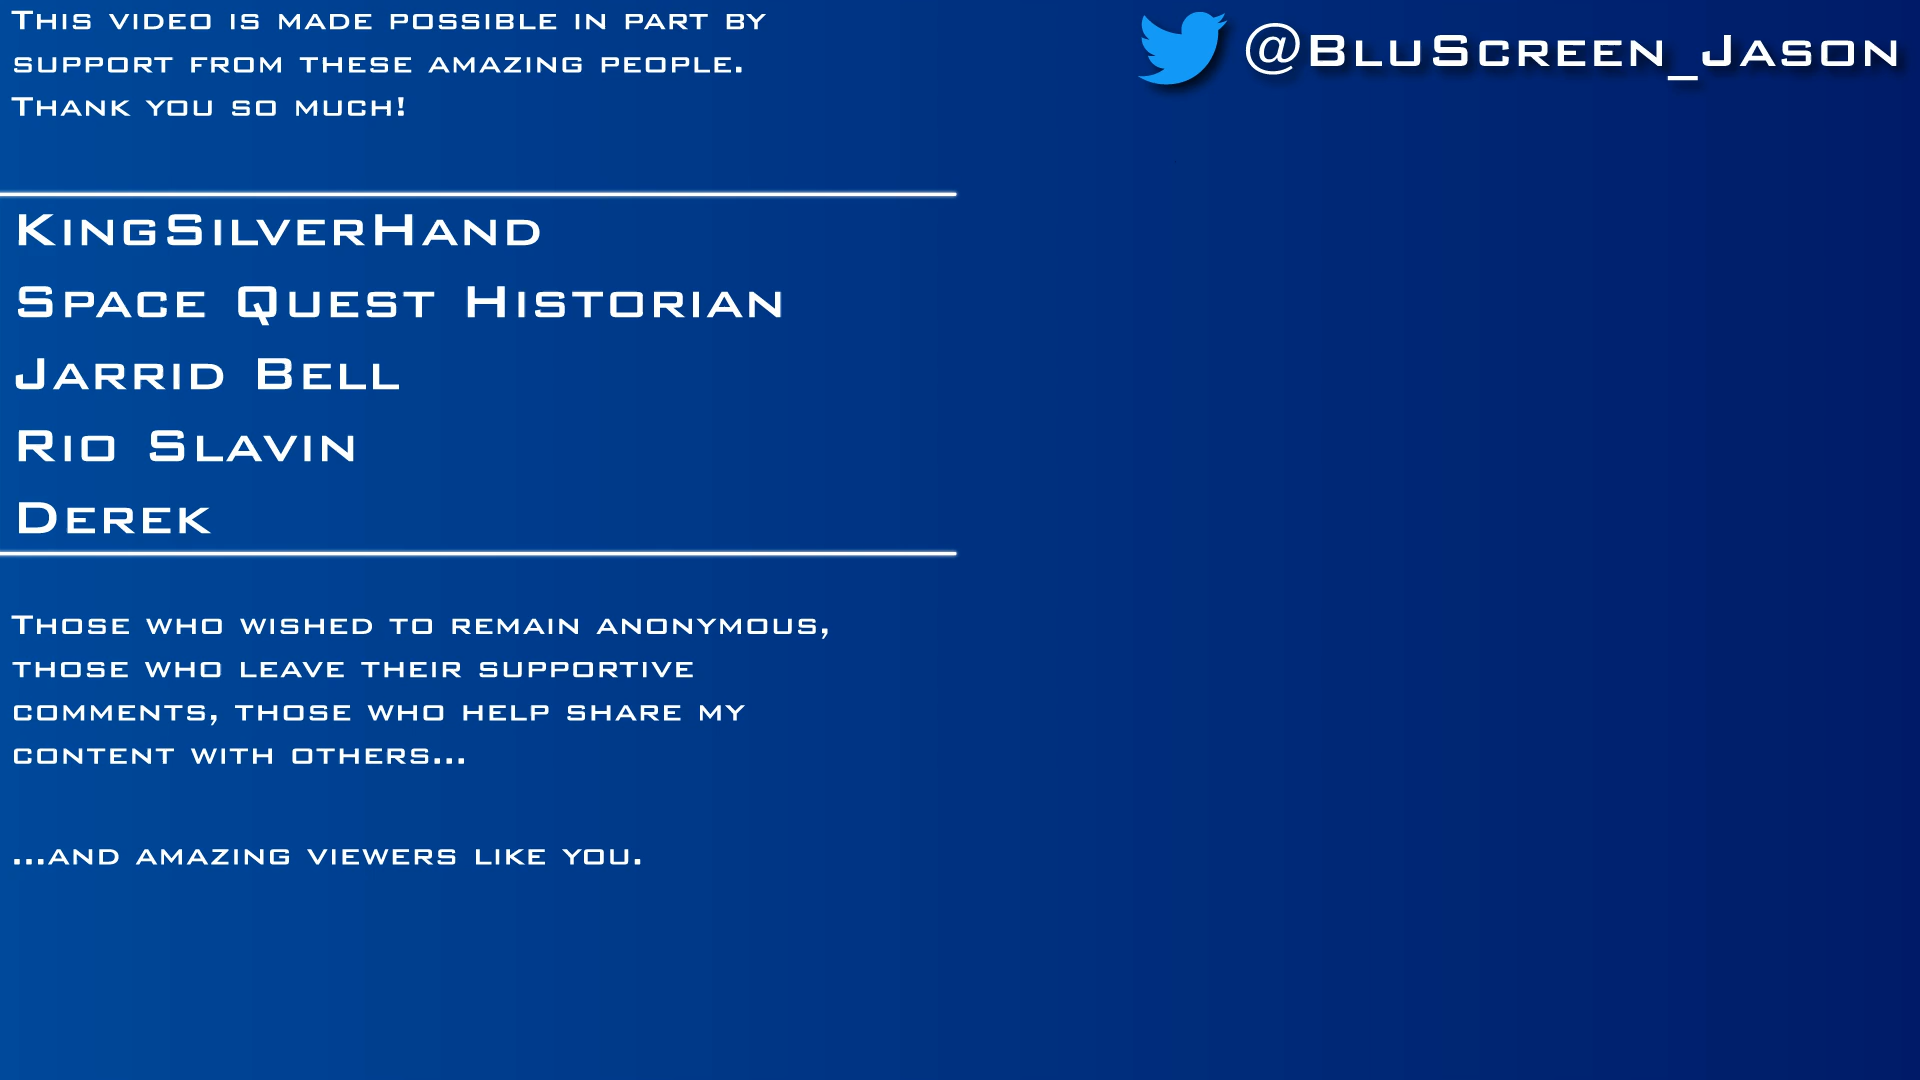 This video is made possible in part by
support from these amazing people.
Thank you so much!
@BluScreen_Jason
KingSilverHand
Space Quest Historian
Jarrid Bell
Rio Slavin
Derek
Those who wished to remain anonymous,
those who leave their supportive
comments, those who help share my
content with others...
...and amazing viewers like you.